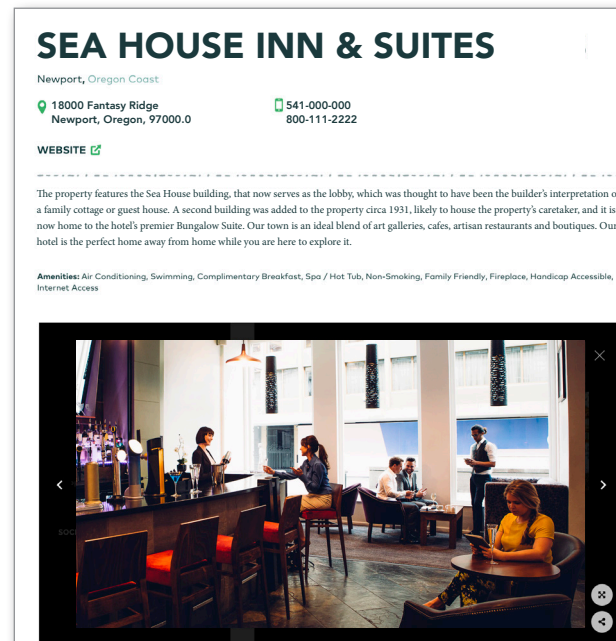 SEA HOUSE INN & SUITES
Newport, Oregon Coast
18000 Fantasy Ridge
Newport, Oregon, 97000.0
541-000-000
800-111-2222
WEBSITE
The property features the Sea House building, that now serves as the lobby, which was thought to have been the builder's interpretation o
a family cottage or guest house. A second building was added to the property circa 1931, likely to house the property's caretaker, and it is
now home to the hotel's premier Bungalow Suite. Our town is an ideal blend of art galleries, cafes, artisan restaurants and boutiques. Our
hotel is the perfect home away from home while you are here to explore it.
Amenities: Air Conditioning, Swimming, Complimentary Breakfast, Spa / Hot Tub, Non-Smoking, Family Friendly, Fireplace, Handicap Accessible,
Internet Access
SOCI